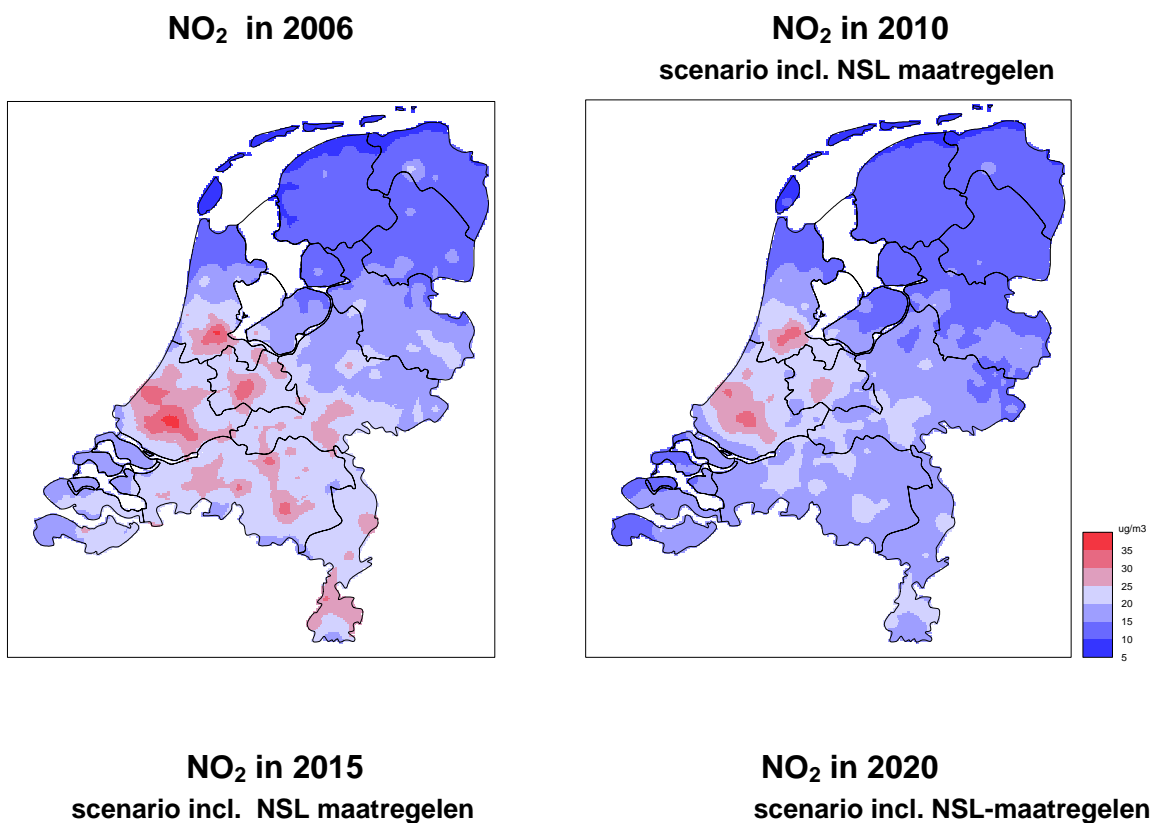 NO₂ in 2006
NO₂ in 2010
scenario incl. NSL maatregelen
ug/m3
35
30
25
20
15
10
5
NO₂ in 2015
scenario incl. NSL maatregelen
NO₂ in 2020
scenario incl. NSL-maatregelen